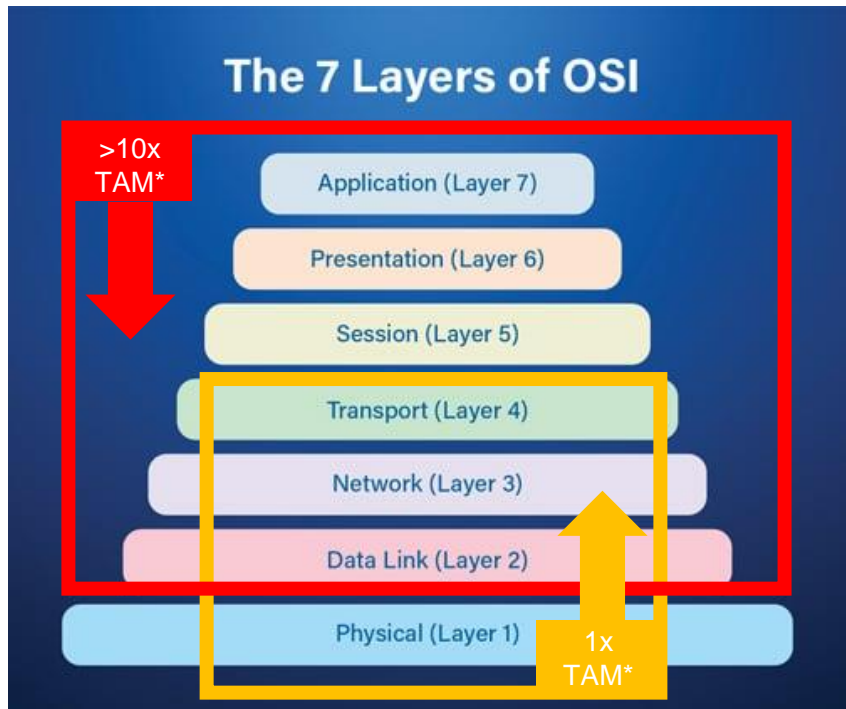 The 7 Layers of OSI
>10x
TAM*
Application (Layer 7)
Presentation (Layer 6)
Session (Layer 5)
Transport (Layer 4)
Network (Layer 3)
Data Link (Layer 2)
Physical (Layer 1)
1x
TAM*